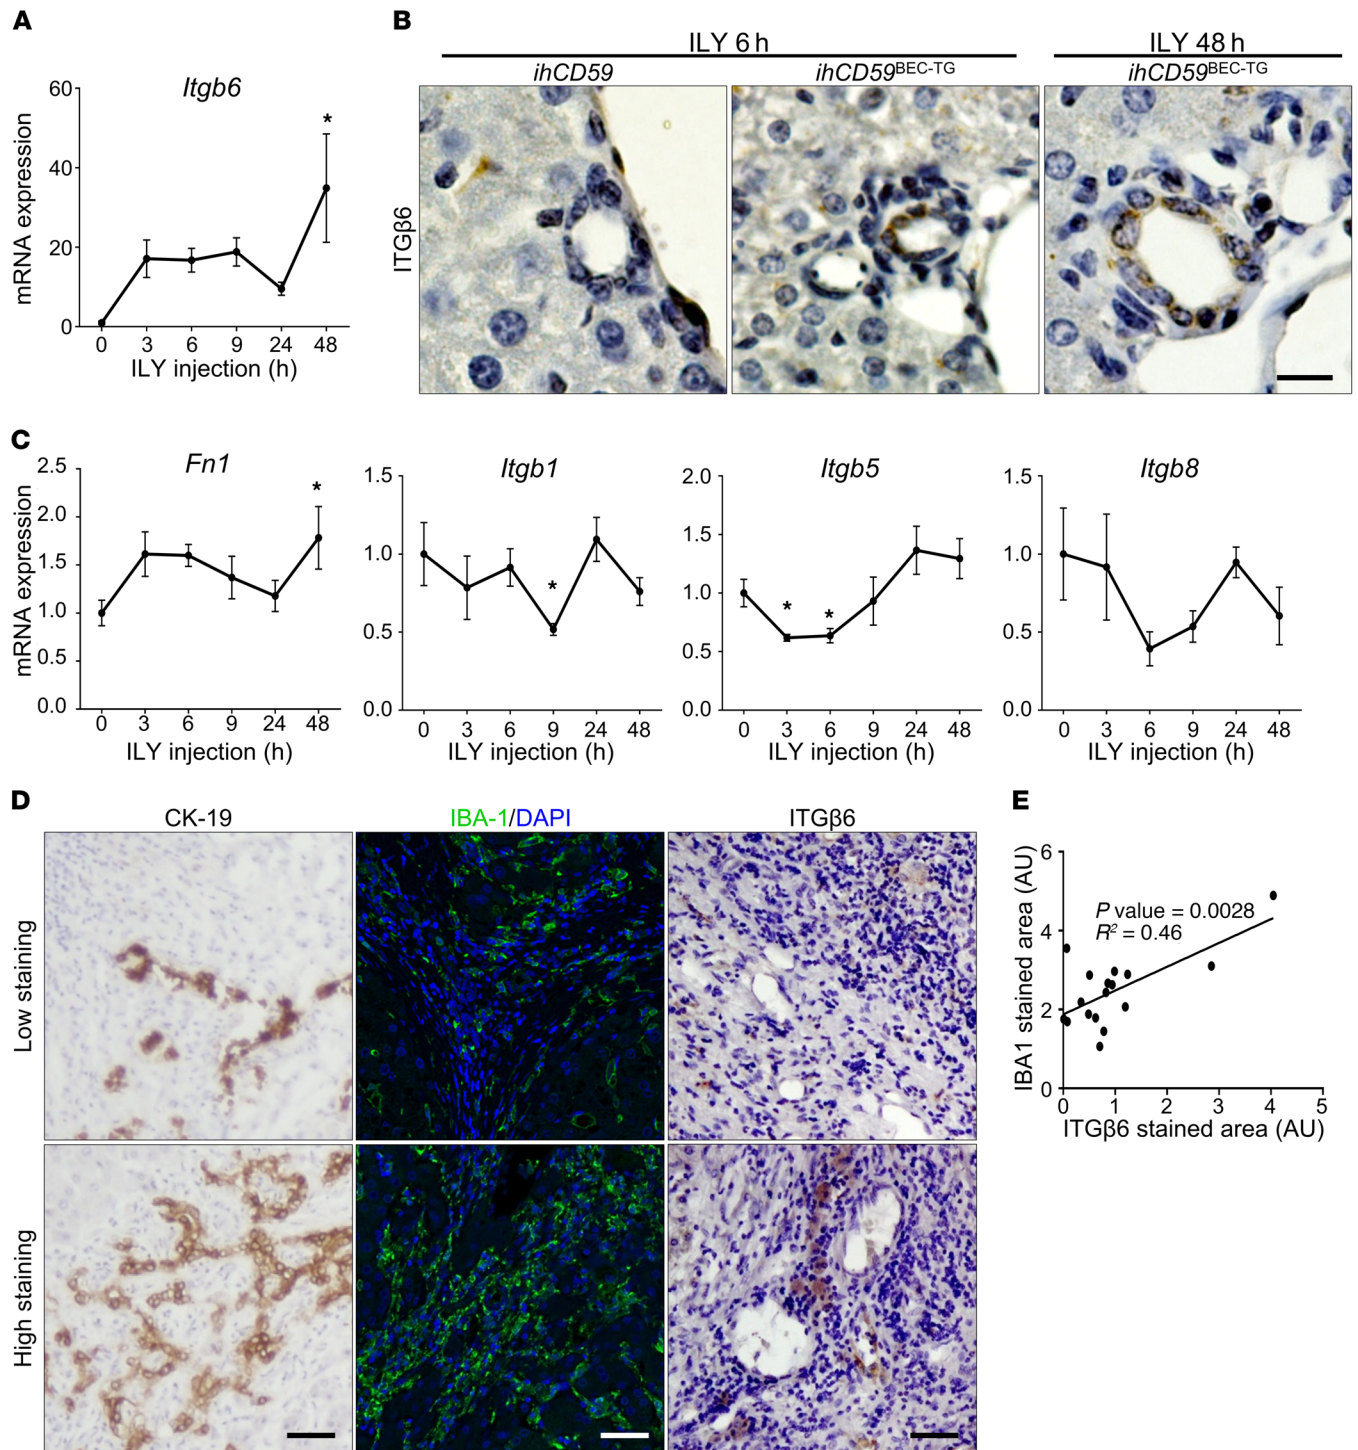 A
Itgb6
mRNA expression
60
40
20
0
*
0 3 6 9 24 48
ILY injection (h)
B
ILY 6 h
ILY 48 h
ihCD59
ihCD59BEC-TG
ihCD59BEC-TG
ITGβ6
C
Fn1
mRNA expression
2.5
2.0
1.5
1.0
0.5
0.0
*
0 3 6 9 24 48
ILY injection (h)
Itgb1
1.5
1.0
0.5
0.0
*
0 3 6 9 24 48
ILY injection (h)
Itgb5
2.0
1.5
1.0
0.5
0.0
* *
0 3 6 9 24 48
ILY injection (h)
Itgb8
1.5
1.0
0.5
0.0
0 3 6 9 24 48
ILY injection (h)
D
CK-19
IBA-1/DAPI
ITGβ6
Low staining
High staining
E
IBA1 stained area (AU)
6
4
2
0
P value = 0.0028
R² = 0.46
0 1 2 3 4 5
ITGβ6 stained area (AU)